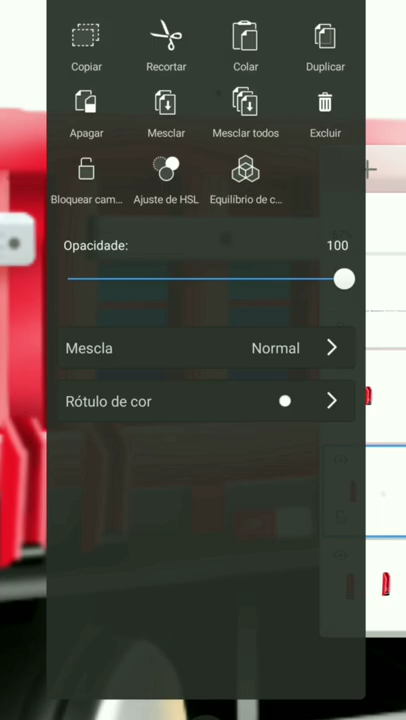 Copiar
Recortar
Colar
Duplicar
Apagar
Mesclar
Mesclar todos
Excluir
Bloquear cam...
Ajuste de HSL
Equilíbrio de c...
Opacidade:
100
Mescla
Normal
Rótulo de cor